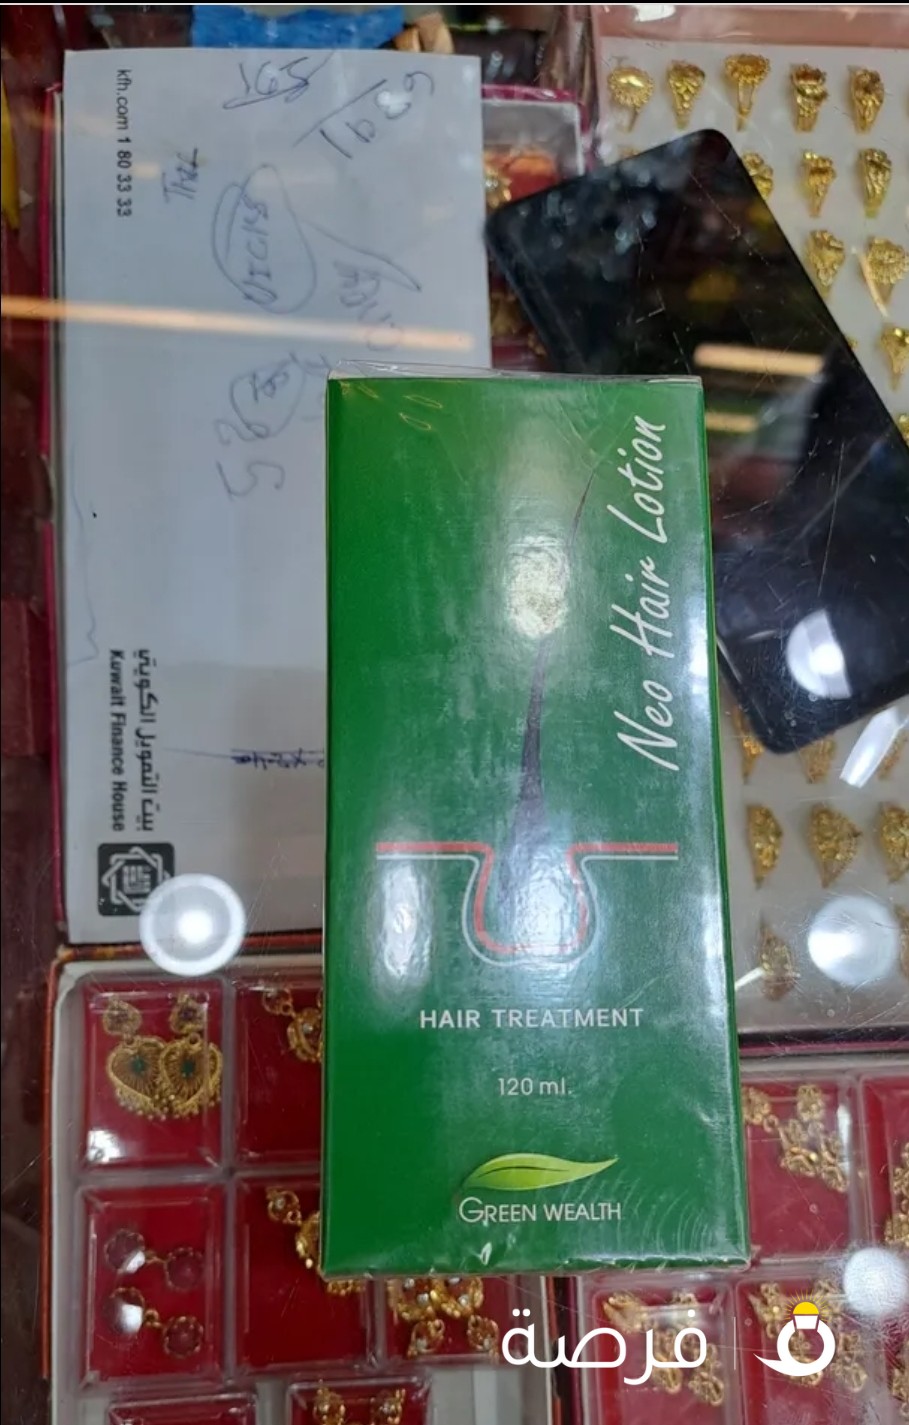 kfh.com 1 80 33 33
بيت التمويل الكويتي
Kuwait Finance House
VICKS
Neo Hair Lotion
HAIR TREATMENT
120 ml.
GREEN WEALTH
فرصة